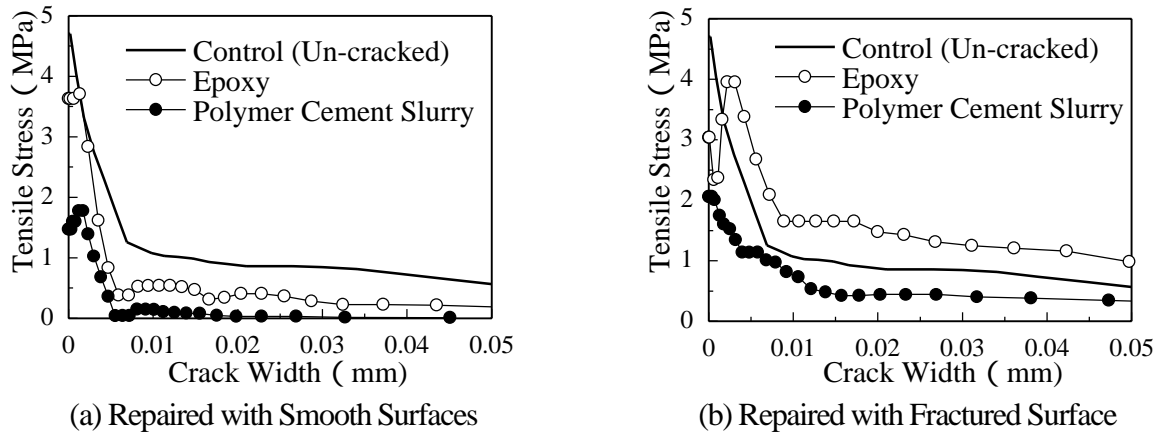 5
4
3
2
1
0
Tensile Stress ( MPa)
Control (Un-cracked)
Epoxy
Polymer Cement Slurry
0 0.01 0.02 0.03 0.04 0.05
Crack Width ( mm)
(a) Repaired with Smooth Surfaces
5
4
3
2
1
0
Tensile Stress ( MPa)
Control (Un-cracked)
Epoxy
Polymer Cement Slurry
0 0.01 0.02 0.03 0.04 0.05
Crack Width ( mm)
(b) Repaired with Fractured Surface